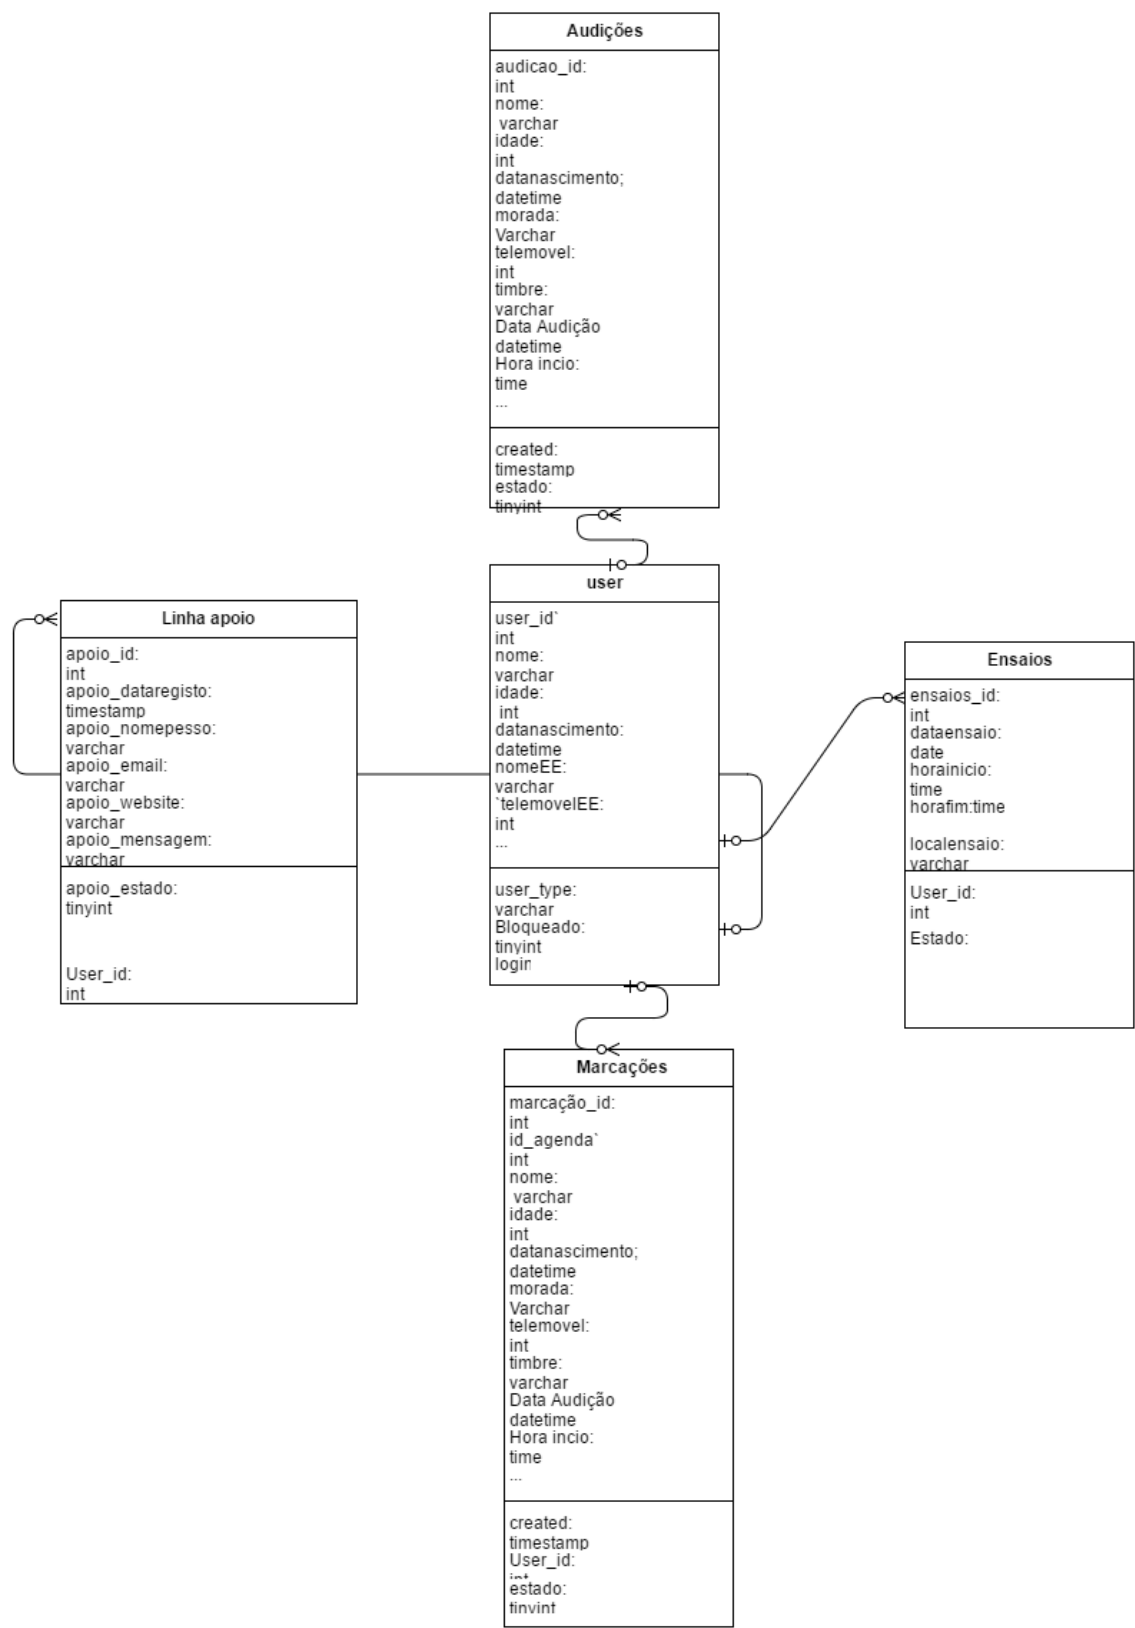 Audições
audicao_id:
int
nome:
varchar
idade:
int
datanascimento;
datetime
morada:
Varchar
telemovel:
int
timbre:
varchar
Data Audição
datetime
Hora incio:
time
...
created:
timestamp
estado:
tinyint
user
user_id`
int
nome:
varchar
idade:
int
datanascimento:
datetime
nomeEE:
varchar
`telemovelEE:
int
...
user_type:
varchar
Bloqueado:
tinyint
login
Linha apoio
apoio_id:
int
apoio_dataregisto:
timestamp
apoio_nomepesso:
varchar
apoio_email:
varchar
apoio_website:
varchar
apoio_mensagem:
varchar
apoio_estado:
tinyint
User_id:
int
Ensaios
ensaios_id:
int
dataensaio:
date
horainicio:
time
horafim:time
localensaio:
varchar
User_id:
int
Estado:
Marcações
marcação_id:
int
id_agenda`
int
nome:
varchar
idade:
int
datanascimento;
datetime
morada:
Varchar
telemovel:
int
timbre:
varchar
Data Audição
datetime
Hora incio:
time
...
created:
timestamp
User_id:
int
estado:
tinyint